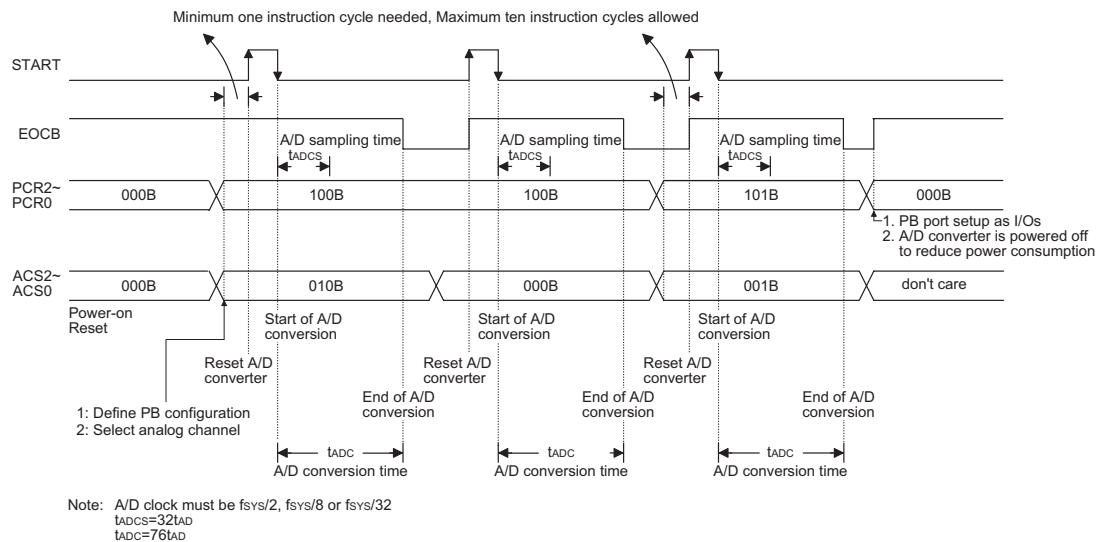 Minimum one instruction cycle needed, Maximum ten instruction cycles allowed
START
EOCB
A/D sampling time
tADCS
A/D sampling time
tADCS
A/D sampling time
tADCS
PCR2~
PCR0
000B
100B
100B
101B
000B
1. PB port setup as I/Os
2. A/D converter is powered off
to reduce power consumption
ACS2~
ACS0
000B
010B
000B
001B
don't care
Power-on
Reset
Start of A/D
conversion
Start of A/D
conversion
Start of A/D
conversion
Reset A/D
converter
Reset A/D
converter
Reset A/D
converter
End of A/D
conversion
End of A/D
conversion
End of A/D
conversion
1: Define PB configuration
2: Select analog channel
tADC
A/D conversion time
tADC
A/D conversion time
tADC
A/D conversion time
Note: A/D clock must be fSYS/2, fSYS/8 or fSYS/32
tADCS=32tAD
tADC=76tAD